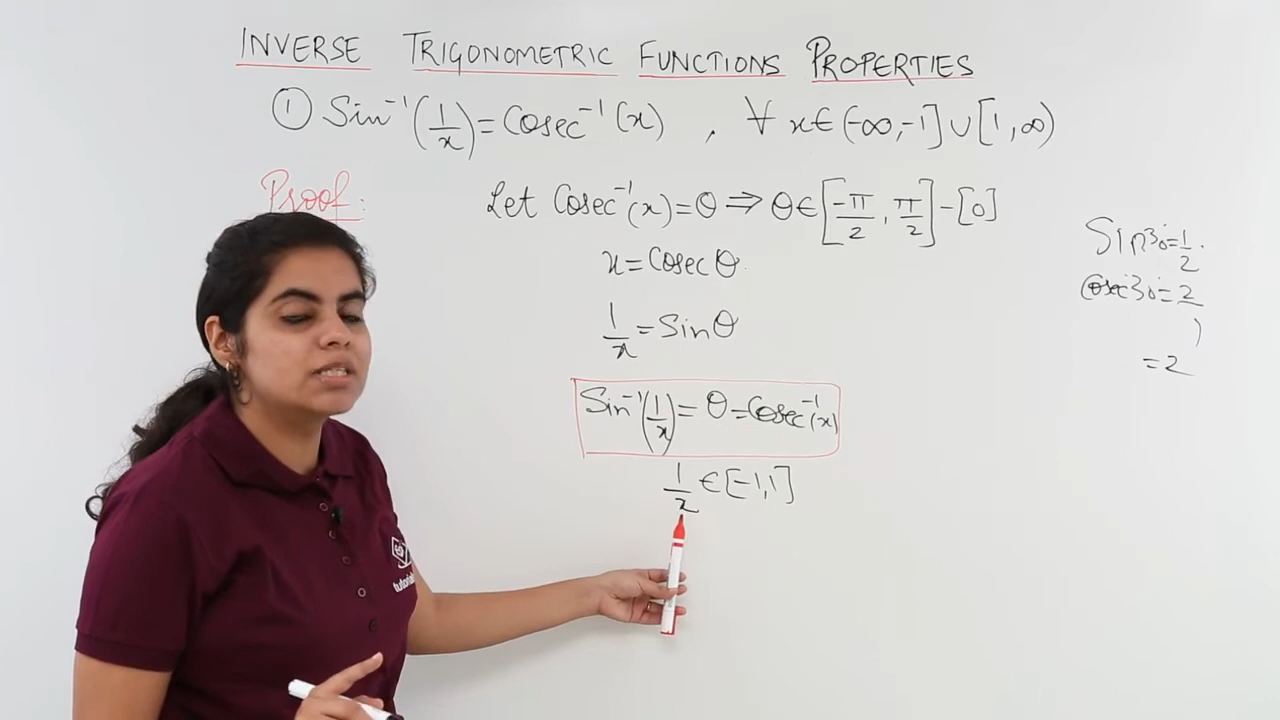 INVERSE TRIGONOMETRIC FUNCTIONS PROPERTIES
① Sin⁻¹(1/x) = Cosec⁻¹(x) , ∀ x ∈ (-∞, -1] ∪ [1, ∞)
Proof:
Let Cosec⁻¹(x) = θ ⇒ θ ∈ [-π/2, π/2] - [0]
x = Cosec θ
1/x = Sin θ
Sin⁻¹(1/x) = θ = Cosec⁻¹(x)
1/x ∈ [-1, 1]
Sin 30° = 1/2
Cosec 30° = 2
= 2